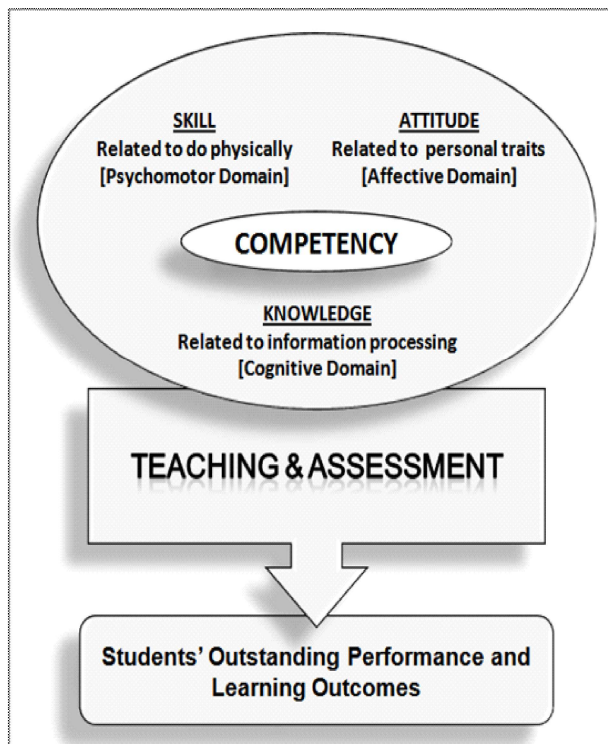 SKILL
Related to do physically
[Psychomotor Domain]
ATTITUDE
Related to personal traits
[Affective Domain]
COMPETENCY
KNOWLEDGE
Related to information processing
[Cognitive Domain]
TEACHING & ASSESSMENT
Students' Outstanding Performance and
Learning Outcomes